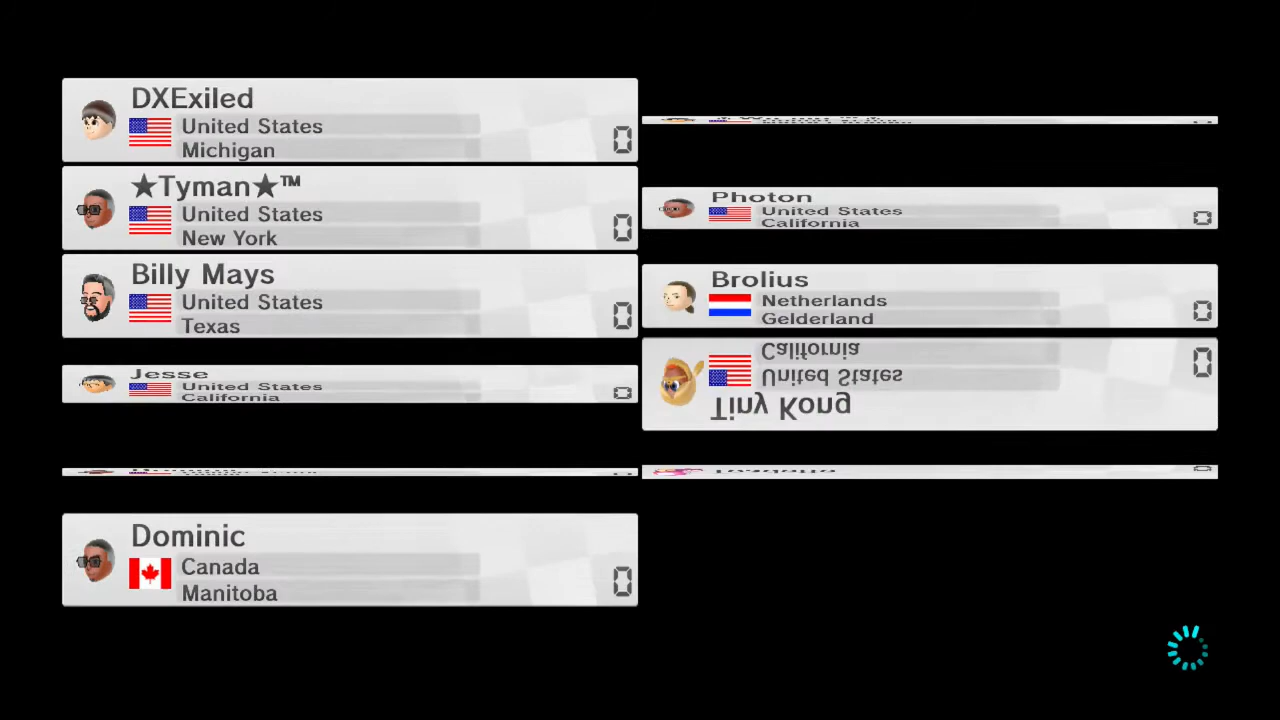 DXExiled
United States
Michigan
0
★Tyman★™
United States
New York
0
Billy Mays
United States
Texas
0
Jesse
United States
California
0
Dominic
Canada
Manitoba
0
Photon
United States
California
0
Brolius
Netherlands
Gelderland
0
California
United States
Tiny Kong
0